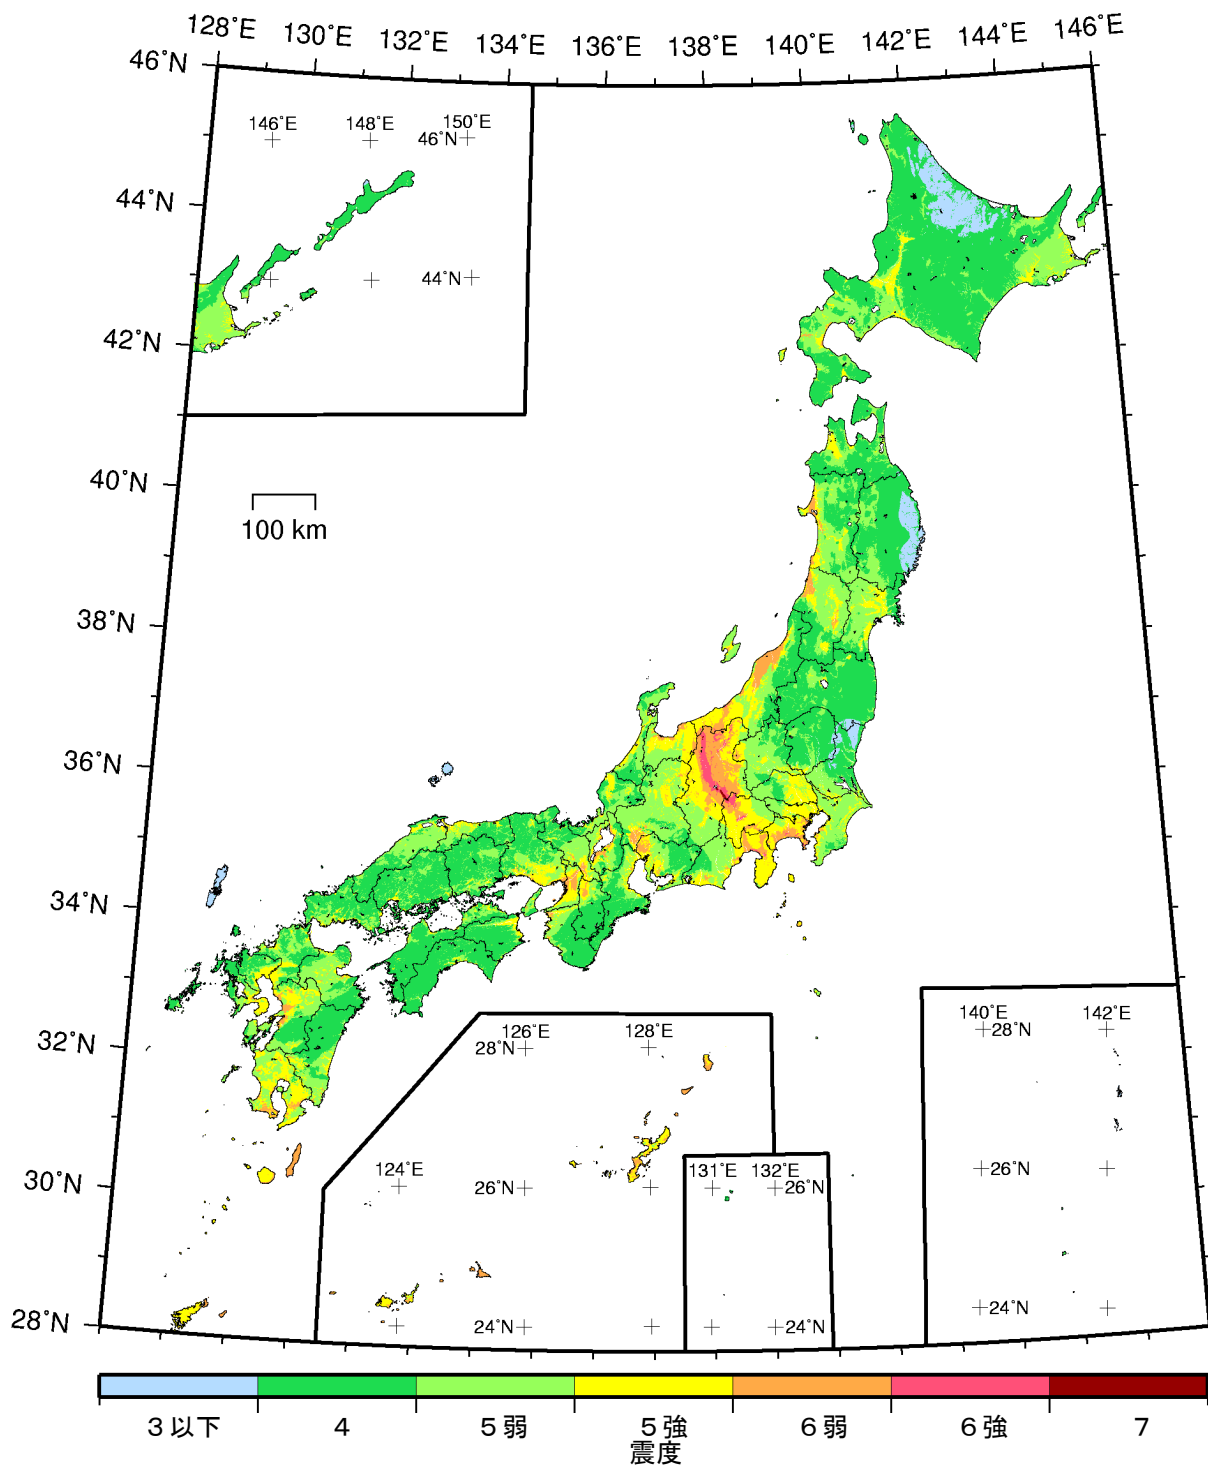 128°E 130°E 132°E 134°E 136°E 138°E 140°E 142°E 144°E 146°E
46°N
146°E 148°E 150°E
46°N
44°N
44°N
42°N
40°N
100 km
38°N
36°N
34°N
32°N
126°E 128°E
28°N
140°E 142°E
28°N
30°N
124°E
26°N
131°E 132°E
26°N
26°N
28°N
24°N
24°N
24°N
3以下 4 5弱 5強 6弱 6強 7
震度